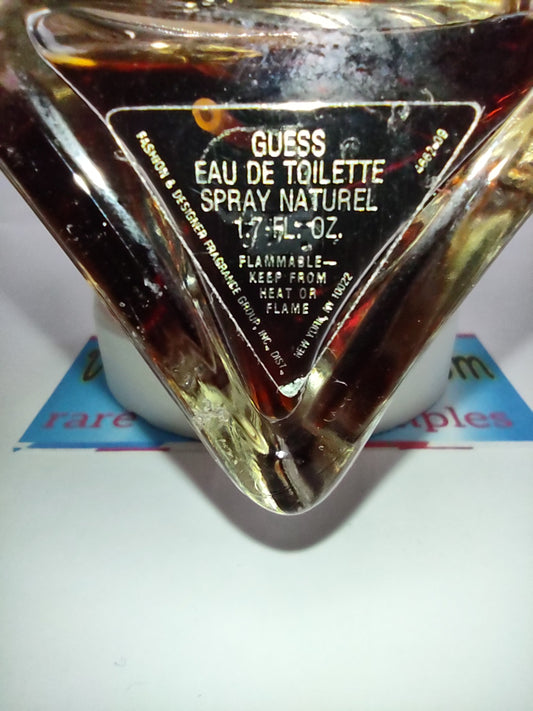 GUESS
EAU DE TOILETTE
SPRAY NATUREL
1.7 FL. OZ.
FLAMMABLE—
KEEP FROM
HEAT OR
FLAME
FASHION & DESIGNER FRAGRANCE GROUP, INC., DIST.
NEW YORK, NY 10022
rare